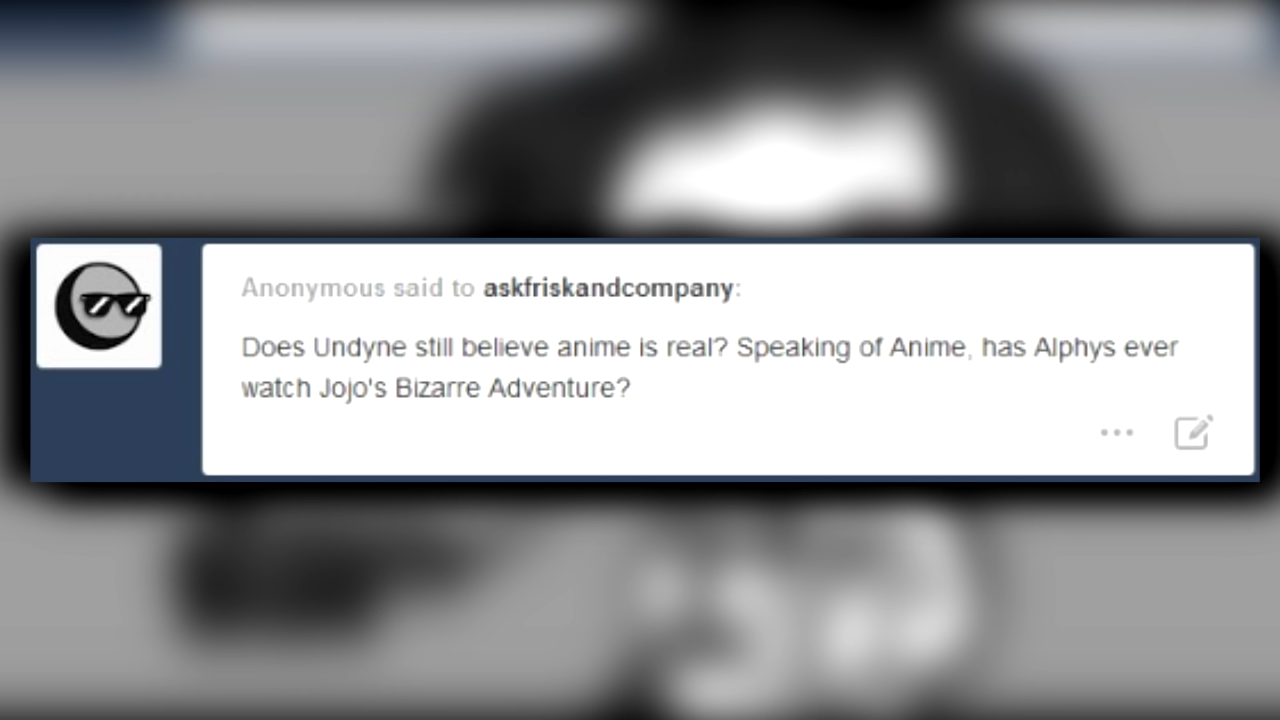 Anonymous said to askfriskandcompany:
Does Undyne still believe anime is real? Speaking of Anime, has Alphys ever
watch Jojo's Bizarre Adventure?